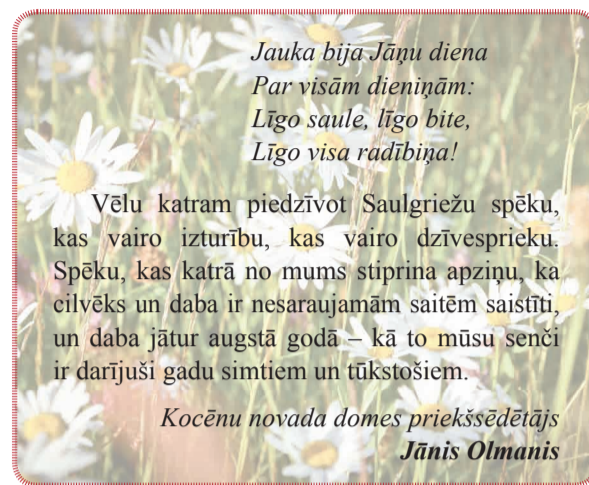 Jauka bija Jāņu diena
Par visām dieniņām:
Līgo saule, līgo bite,
Līgo visa radībiņa!
Vēlu katram piedzīvot Saulgriežu spēku,
kas vairo izturību, kas vairo dzīvesprieku.
Spēku, kas katrā no mums stiprina apziņu, ka
cilvēks un daba ir nesaraujamām saitēm saistīti,
un daba jātur augstā godā – kā to mūsu senči
ir darījuši gadu simtiem un tūkstošiem.
Kocēnu novada domes priekšsēdētājs
Jānis Olmanis